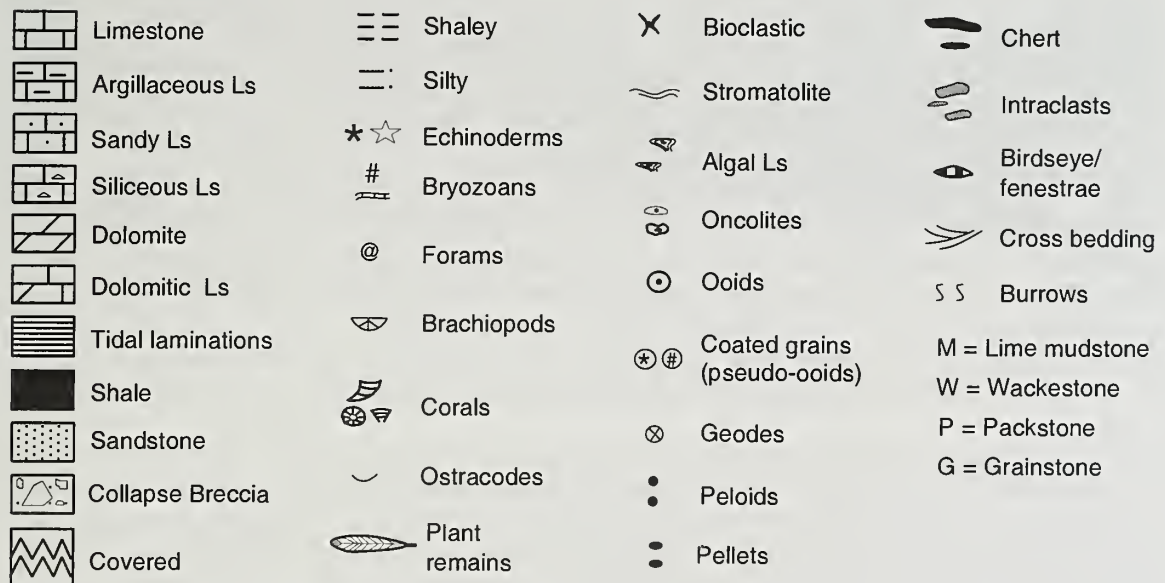 Limestone
Argillaceous Ls
Sandy Ls
Siliceous Ls
Dolomite
Dolomitic Ls
Tidal laminations
Shale
Sandstone
Collapse Breccia
Covered
Shaley
Silty
Echinoderms
Bryozoans
Forams
Brachiopods
Corals
Ostracodes
Plant
remains
Bioclastic
Stromatolite
Algal Ls
Oncolites
Ooids
Coated grains
(pseudo-ooids)
Geodes
Peloids
Pellets
Chert
Intraclasts
Birdseye/
fenestrae
Cross bedding
Burrows
M = Lime mudstone
W = Wackestone
P = Packstone
G = Grainstone